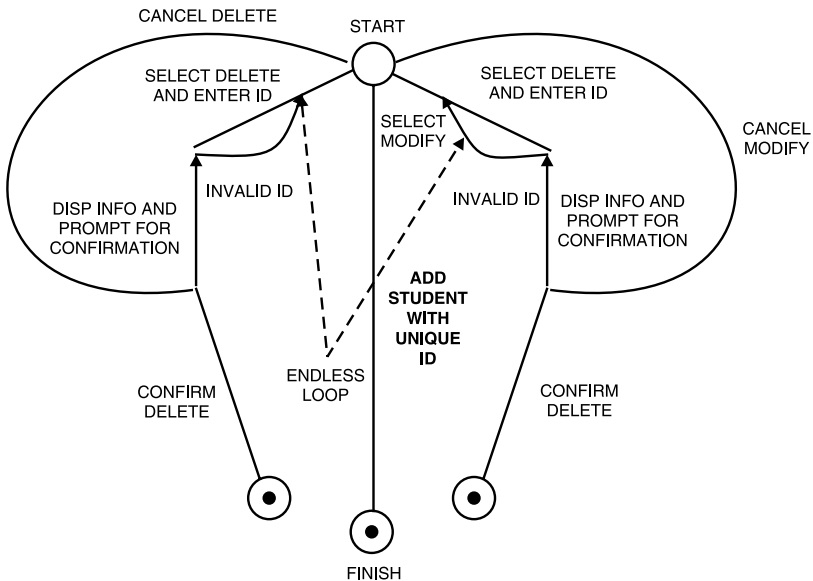 CANCEL DELETE
START
SELECT DELETE
AND ENTER ID
SELECT DELETE
AND ENTER ID
SELECT
MODIFY
CANCEL
MODIFY
INVALID ID
INVALID ID
DISP INFO AND
PROMPT FOR
CONFIRMATION
DISP INFO AND
PROMPT FOR
CONFIRMATION
ADD
STUDENT
WITH
UNIQUE
ID
ENDLESS
LOOP
CONFIRM
DELETE
CONFIRM
DELETE
FINISH